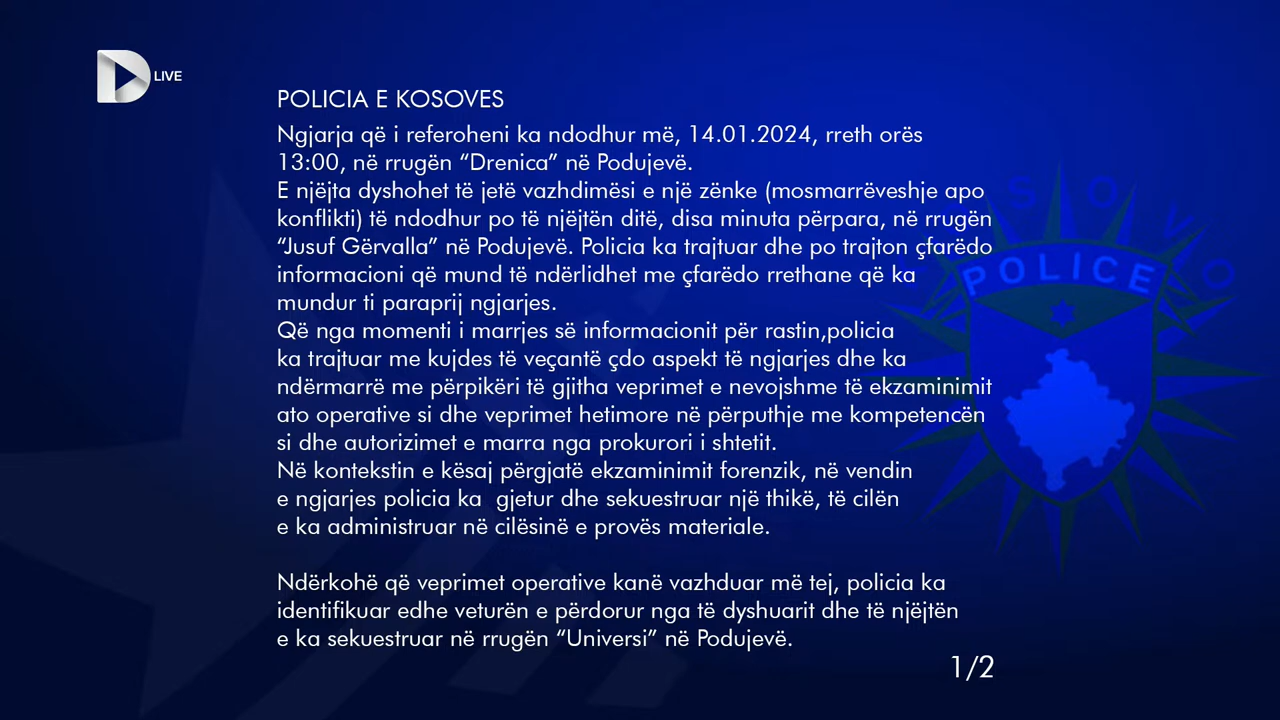 LIVE
POLICIA E KOSOVES
Ngjarja që i referoheni ka ndodhur më, 14.01.2024, rreth orës
13:00, në rrugën “Drenica” në Podujevë.
E njëjta dyshohet të jetë vazhdimësi e një zënke (mosmarrëveshje apo
konflikti) të ndodhur po të njëjtën ditë, disa minuta përpara, në rrugën
“Jusuf Gërvalla” në Podujevë. Policia ka trajtuar dhe po trajton çfarëdo
informacioni që mund të ndërlidhet me çfarëdo rrethane që ka
mundur ti paraprij ngjarjes.
Që nga momenti i marrjes së informacionit për rastin,policia
ka trajtuar me kujdes të veçantë çdo aspekt të ngjarjes dhe ka
ndërmarrë me përpikëri të gjitha veprimet e nevojshme të ekzaminimit
ato operative si dhe veprimet hetimore në përputhje me kompetencën
si dhe autorizimet e marra nga prokurori i shtetit.
Në kontekstin e kësaj përgjatë ekzaminimit forenzik, në vendin
e ngjarjes policia ka  gjetur dhe sekuestruar një thikë, të cilën
e ka administruar në cilësinë e provës materiale.
Ndërkohë që veprimet operative kanë vazhduar më tej, policia ka
identifikuar edhe veturën e përdorur nga të dyshuarit dhe të njëjtën
e ka sekuestruar në rrugën “Universi” në Podujevë.
1/2
POLICE